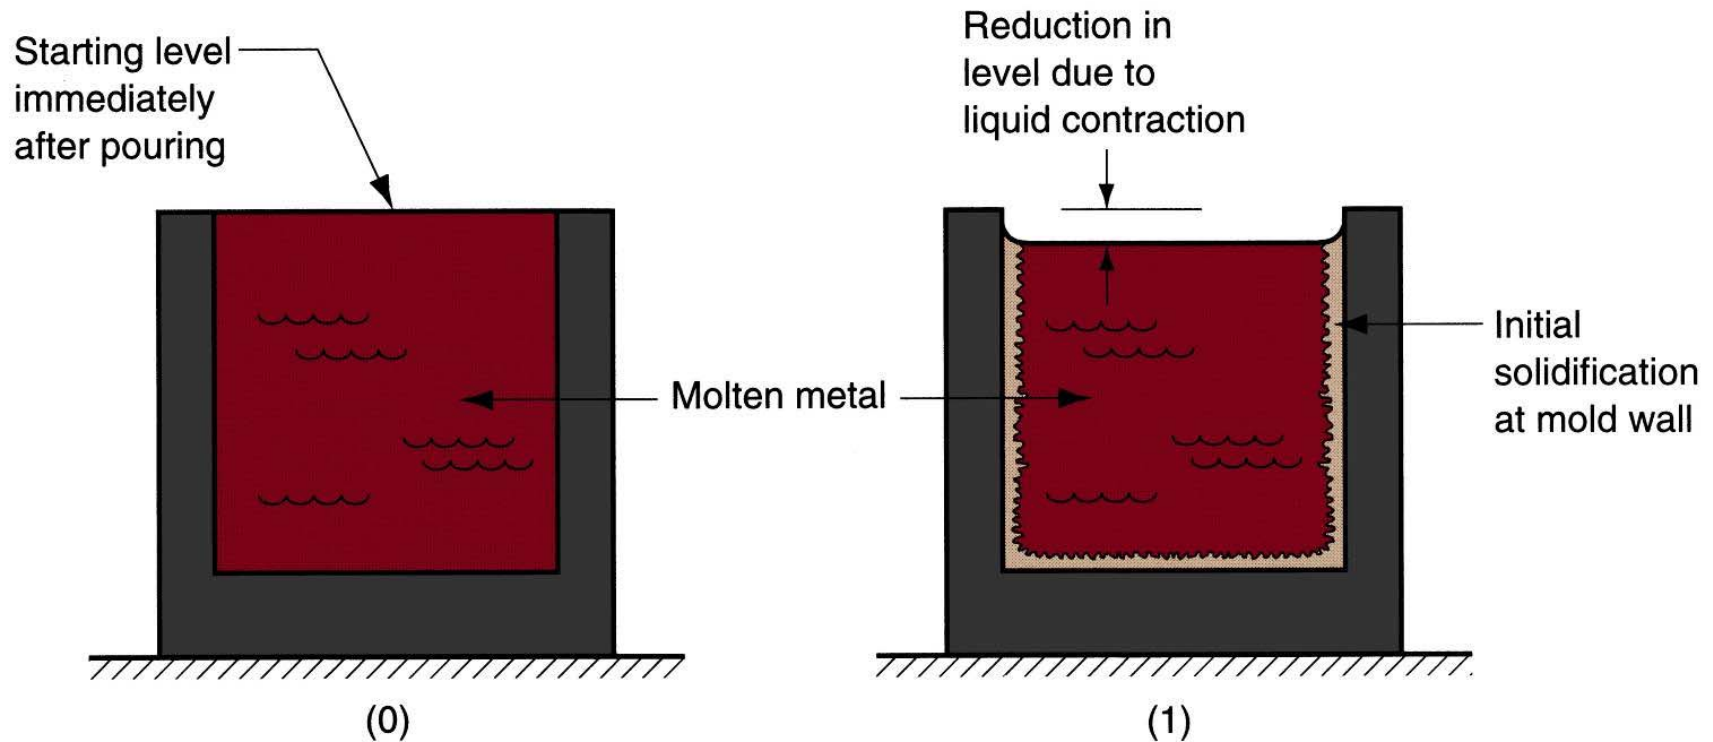 Starting level
immediately
after pouring
Reduction in
level due to
liquid contraction
Molten metal
Initial
solidification
at mold wall
(0)
(1)